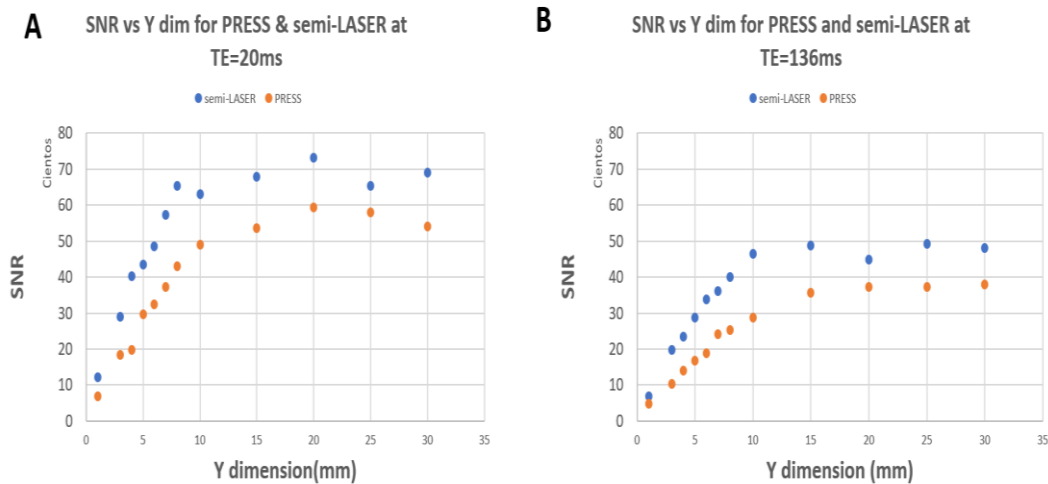 A
SNR vs Y dim for PRESS & semi-LASER at
TE=20ms
semi-LASER PRESS
Cientos
SNR
80
70
60
50
40
30
20
10
0
0 5 10 15 20 25 30 35
Y dimension(mm)
B
SNR vs Y dim for PRESS and semi-LASER at
TE=136ms
semi-LASER PRESS
Cientos
SNR
80
70
60
50
40
30
20
10
0
0 5 10 15 20 25 30 35
Y dimension (mm)